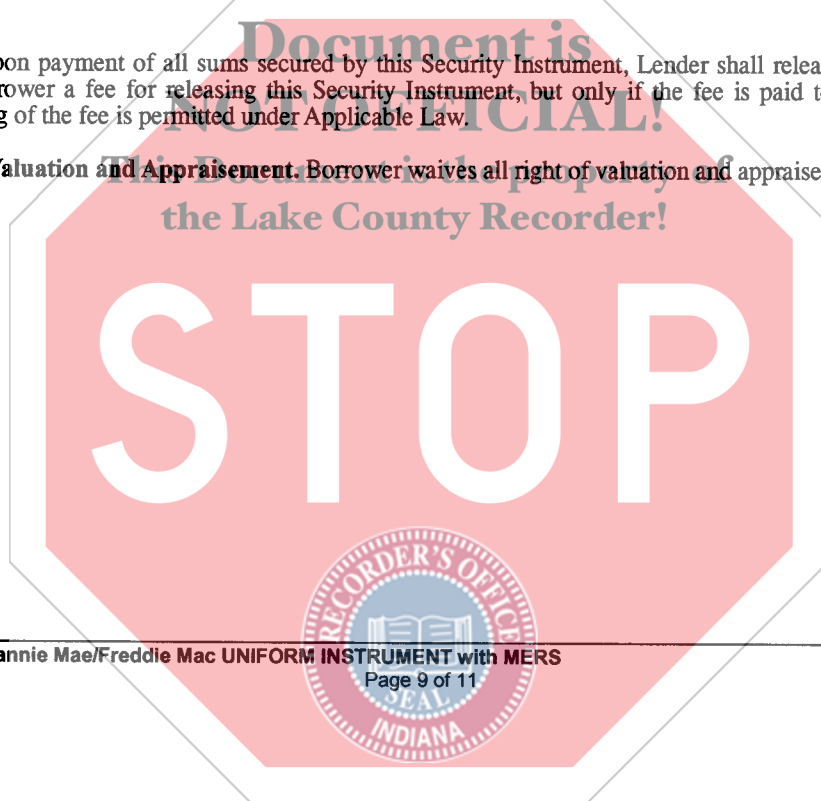 Document is
pon payment of all sums secured by this Security Instrument, Lender shall relea
rower a fee for releasing this Security Instrument, but only if the fee is paid t
NOT OFFICIAL!
g of the fee is permitted under Applicable Law.
aluation and Appraisement. Borrower waives all right of valuation and appraise
This Document is the property of
the Lake County Recorder!
STOP
RECORDER'S OFFICE
annie Mae/Freddie Mac UNIFORM INSTRUMENT with MERS
Page 9 of 11
SEAL
INDIANA